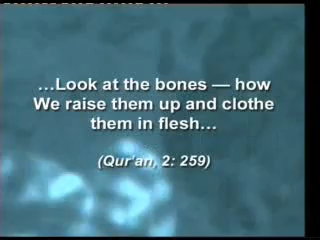 …Look at the bones — how
We raise them up and clothe
them in flesh…
(Qur'an, 2: 259)